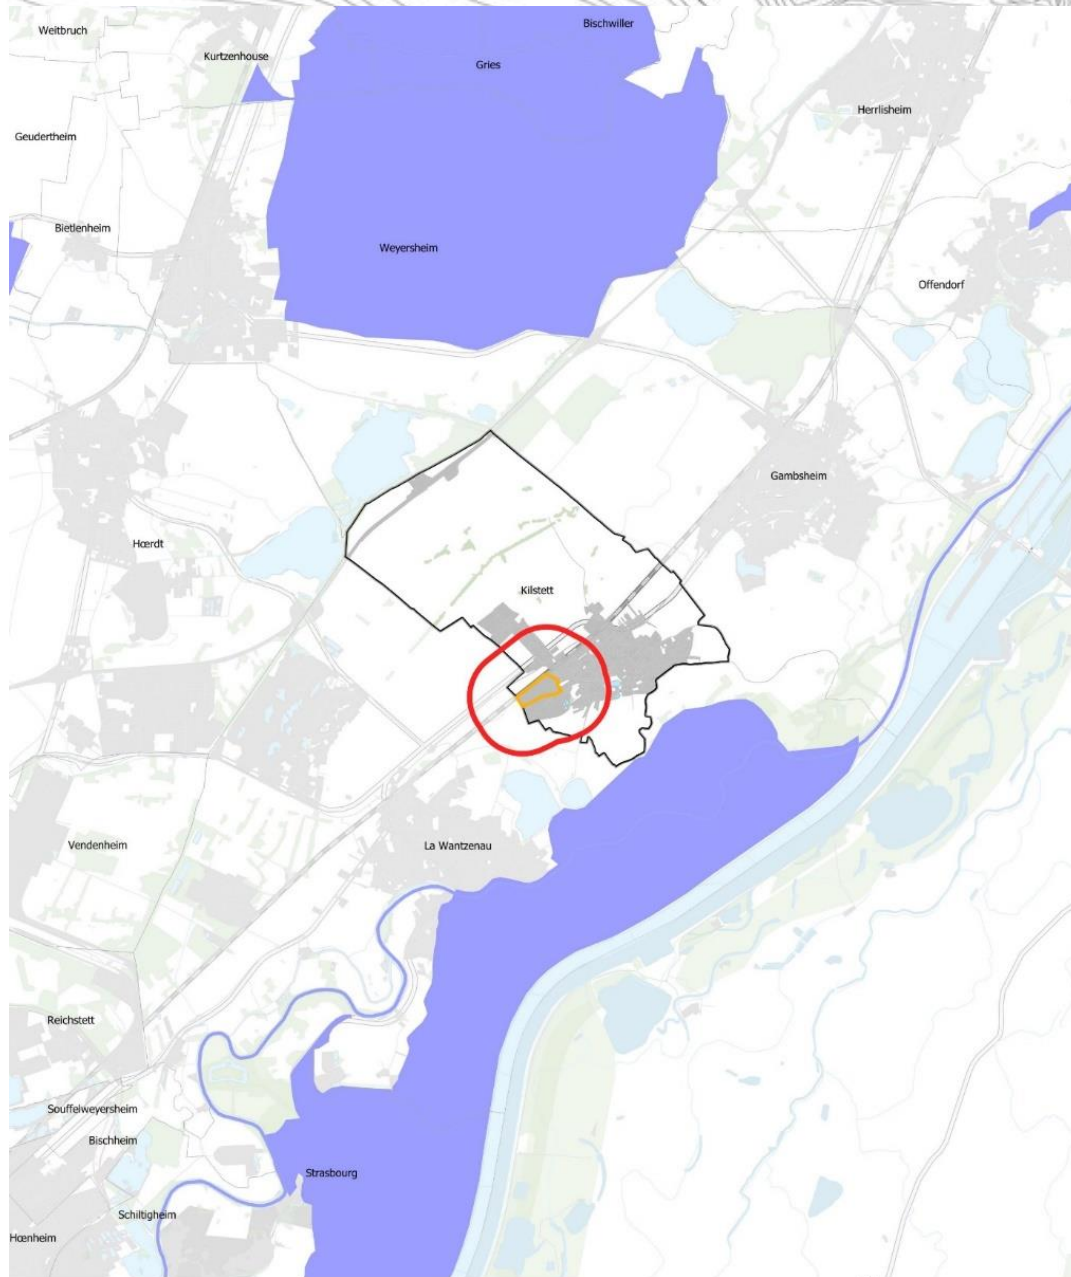 Bischwiller
Weitbruch
Kurtzenhouse
Gries
Herrlisheim
Geudertheim
Bietlenheim
Weyersheim
Offendorf
Gambsheim
Hœrdt
Kilstett
Vendenheim
La Wantzenau
Reichstett
Souffelweyersheim
Bischheim
Strasbourg
Schiltigheim
Hœnheim